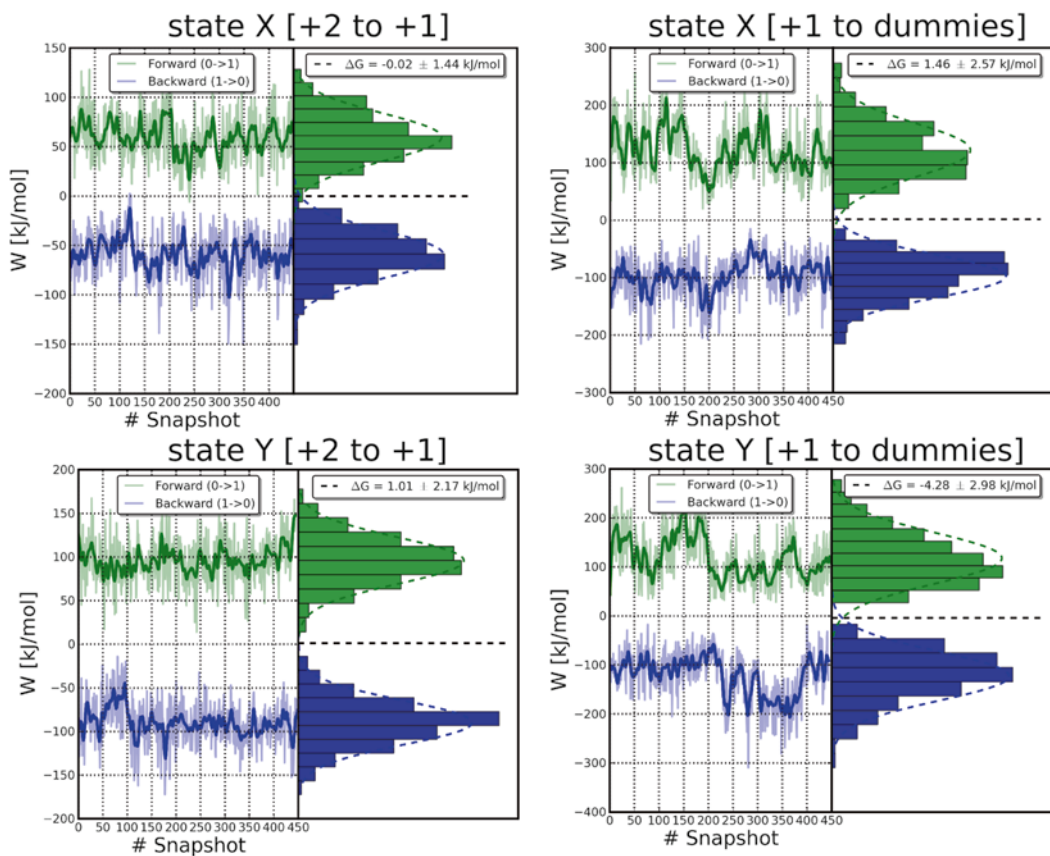 state X [+2 to +1]
150
100
50
0
−50
−100
−150
−200
W [kJ/mol]
Forward (0->1)
Backward (1->0)
ΔG = -0.02 ± 1.44 kJ/mol
0 50 100 150 200 250 300 350 400
# Snapshot
state X [+1 to dummies]
300
200
100
0
−100
−200
−300
W [kJ/mol]
Forward (0->1)
Backward (1->0)
ΔG = 1.46 ± 2.57 kJ/mol
0 50 100 150 200 250 300 350 400 450
# Snapshot
state Y [+2 to +1]
200
150
100
50
0
−50
−100
−150
−200
W [kJ/mol]
Forward (0->1)
Backward (1->0)
ΔG = 1.01 ± 2.17 kJ/mol
0 50 100 150 200 250 300 350 400 450
# Snapshot
state Y [+1 to dummies]
300
200
100
0
−100
−200
−300
−400
W [kJ/mol]
Forward (0->1)
Backward (1->0)
ΔG = -4.28 ± 2.98 kJ/mol
0 50 100 150 200 250 300 350 400 450
# Snapshot